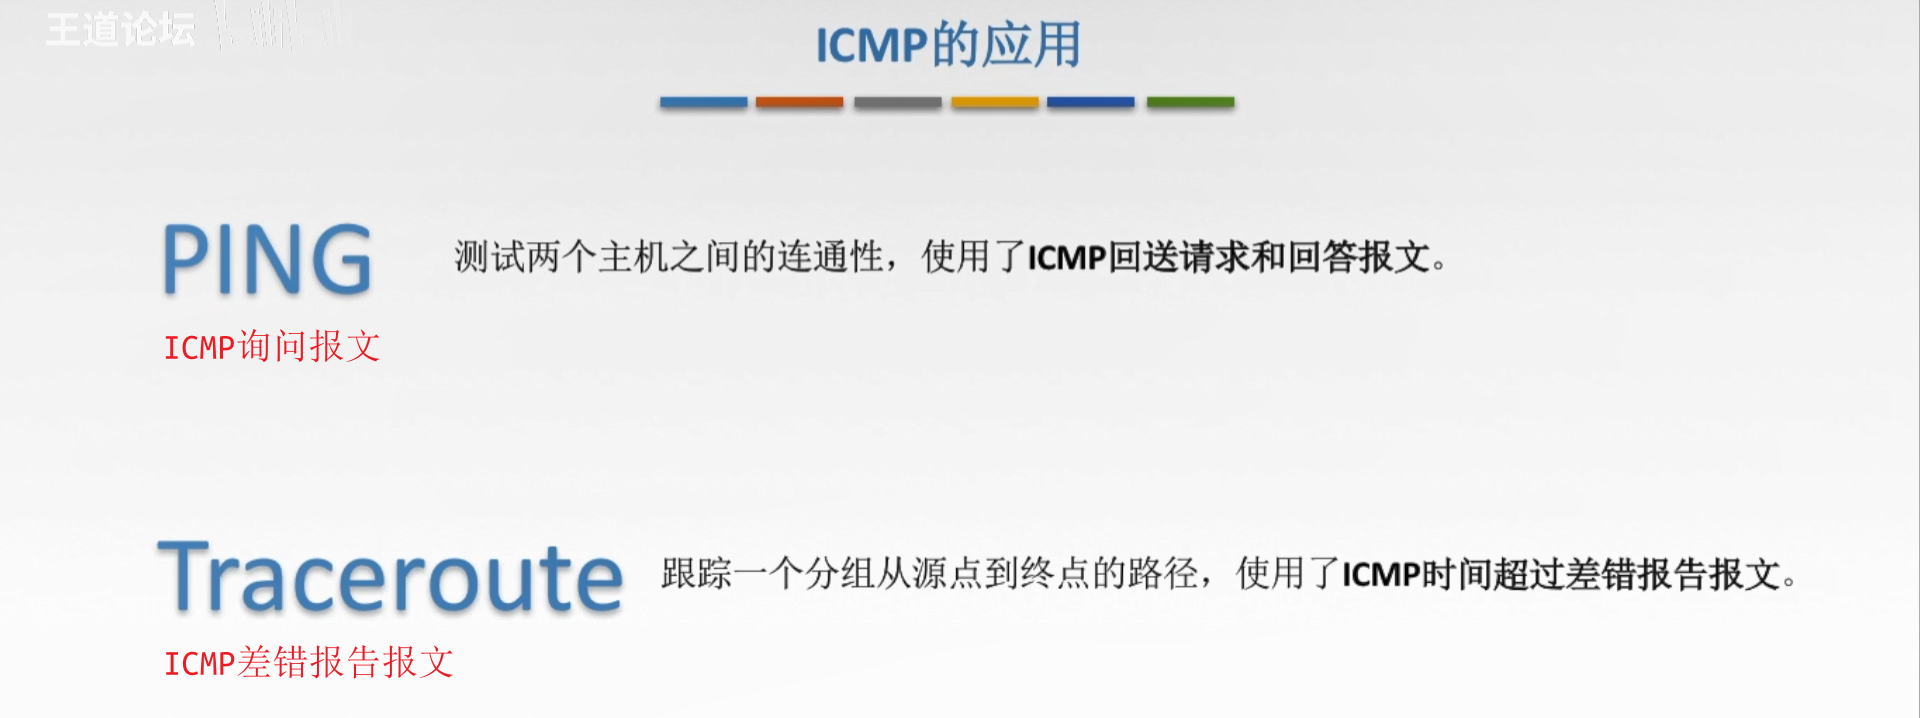 王道论坛
ICMP的应用
PING 测试两个主机之间的连通性，使用了ICMP回送请求和回答报文。
ICMP询问报文
Traceroute 跟踪一个分组从源点到终点的路径，使用了ICMP时间超过差错报告报文。
ICMP差错报告报文